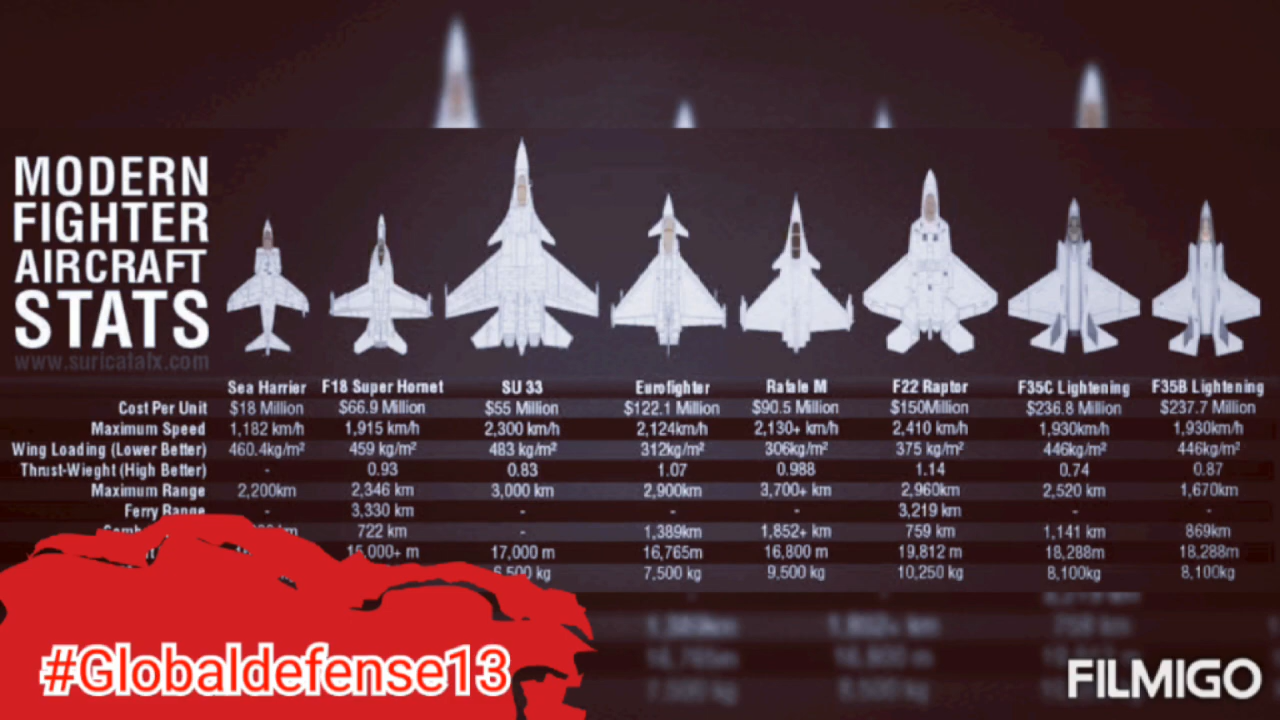 MODERN
FIGHTER
AIRCRAFT
STATS
www.suricatafx.com
Sea Harrier F18 Super Hornet SU 33 Eurofighter Rafale M F22 Raptor F35C Lightening F35B Lightening
Cost Per Unit $18 Million $66.9 Million $55 Million $122.1 Million $90.5 Million $150Million $236.8 Million $237.7 Million
Maximum Speed 1,182 km/h 1,915 km/h 2,300 km/h 2,124km/h 2,130+ km/h 2,410 km/h 1,930km/h 1,930km/h
Wing Loading (Lower Better) 460.4kg/m² 459 kg/m² 483 kg/m² 312kg/m² 306kg/m² 375 kg/m² 446kg/m² 446kg/m²
Thrust-Wieght (High Better) - 0.93 0.83 1.07 0.988 1.14 0.74 0.87
Maximum Range 2,200km 2,346 km 3,000 km 2,900km 3,700+ km 2,960km 2,520 km 1,670km
Ferry Range - 3,330 km - - - 3,219 km - -
km 722 km - 1,389km 1,852+ km 759 km 1,141 km 869km
15,000+ m 17,000 m 16,765m 16,800 m 19,812 m 18,288m 18,288m
6,500 kg 7,500 kg 9,500 kg 10,250 kg 8,100kg 8,100kg
#Globaldefense13
FILMIGO